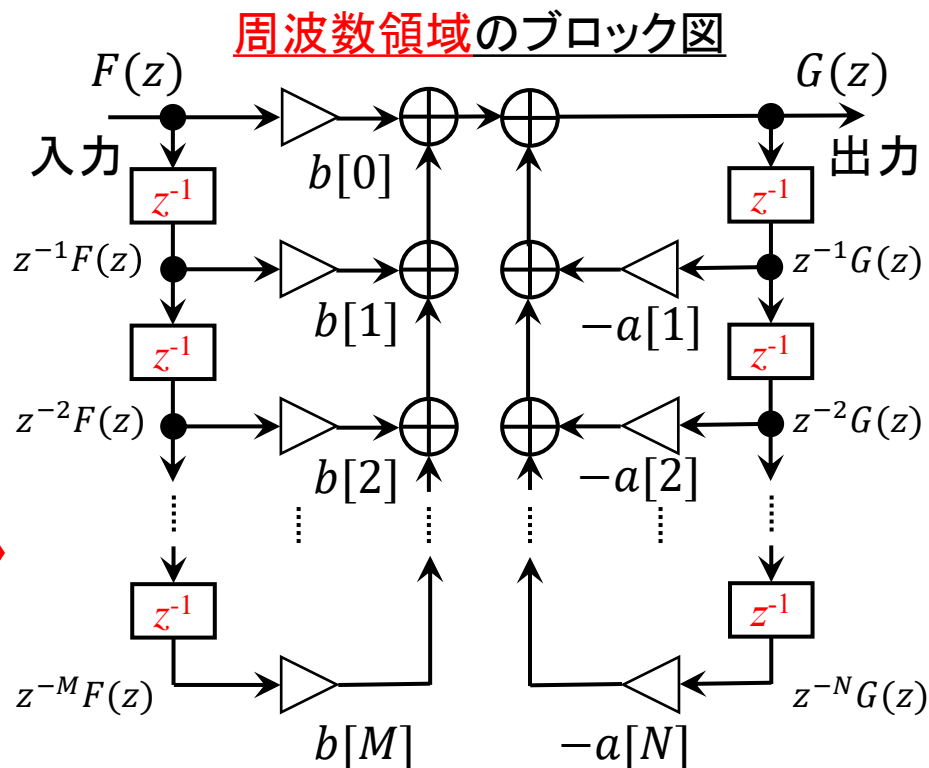 周波数領域のブロック図
F(z) G(z)
入力 出力
b[0]
z⁻¹ z⁻¹
z⁻¹F(z) z⁻¹G(z)
b[1] −a[1]
z⁻¹ z⁻¹
z⁻²F(z) z⁻²G(z)
b[2] −a[2]
z⁻¹ z⁻¹
z⁻ᴹF(z) z⁻ᴺG(z)
b[M] −a[N]